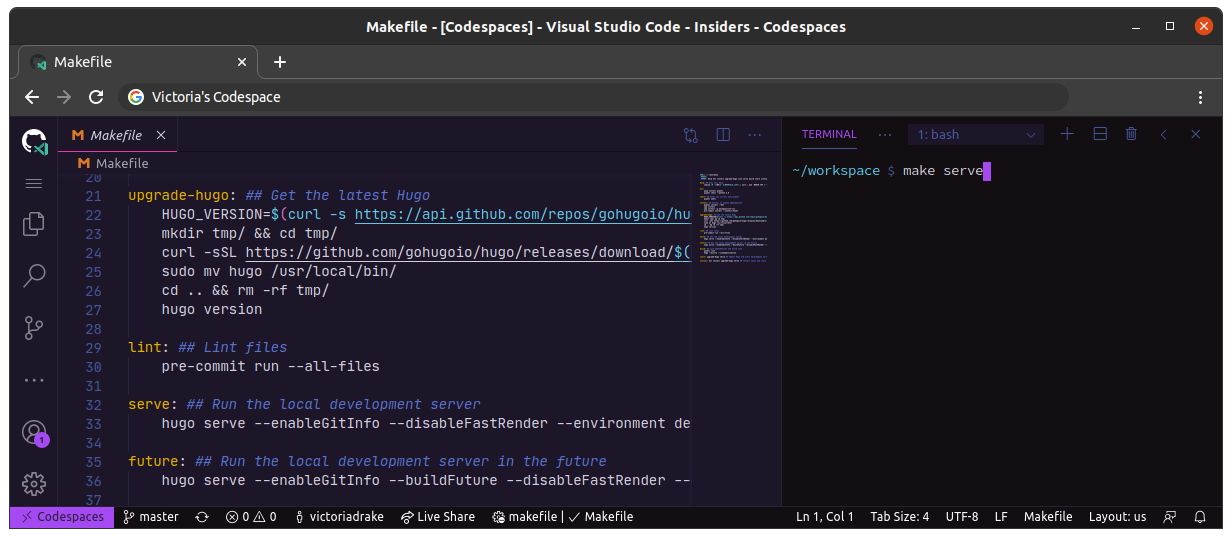 Makefile - [Codespaces] - Visual Studio Code - Insiders - Codespaces
Makefile
Victoria's Codespace
Makefile
Makefile
20
21 upgrade-hugo: ## Get the latest Hugo
22 HUGO_VERSION=$(curl -s https://api.github.com/repos/gohugoio/hu
23 mkdir tmp/ && cd tmp/
24 curl -sSL https://github.com/gohugoio/hugo/releases/download/$(
25 sudo mv hugo /usr/local/bin/
26 cd .. && rm -rf tmp/
27 hugo version
28
29 lint: ## Lint files
30 pre-commit run --all-files
31
32 serve: ## Run the local development server
33 hugo serve --enableGitInfo --disableFastRender --environment de
34
35 future: ## Run the local development server in the future
36 hugo serve --enableGitInfo --buildFuture --disableFastRender --
37
TERMINAL ··· 1: bash
~/workspace $ make serve
1
Codespaces master 0 0 victoriadrake Live Share makefile | ✓ Makefile Ln 1, Col 1 Tab Size: 4 UTF-8 LF Makefile Layout: us